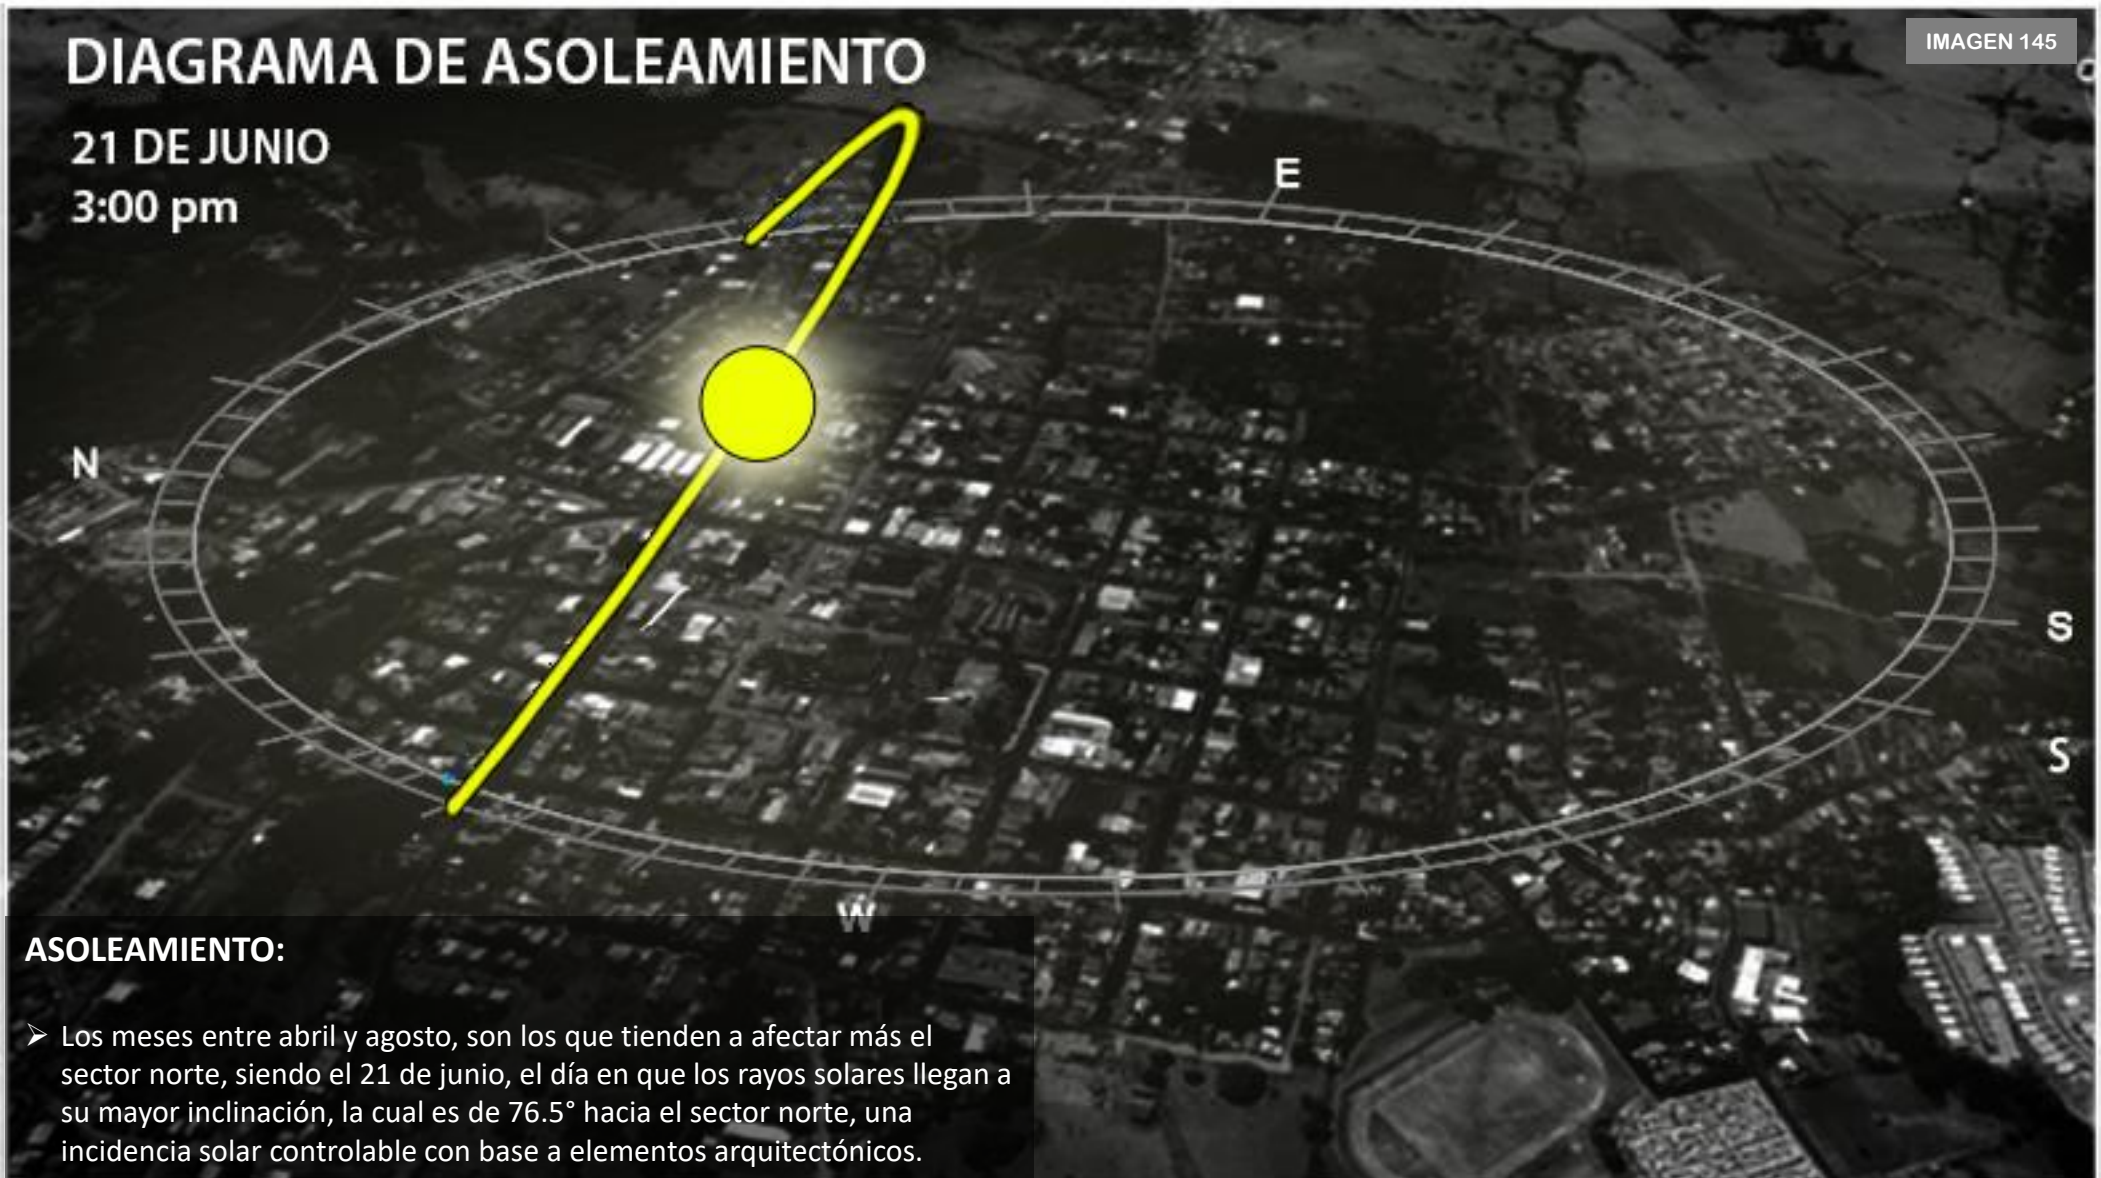 IMAGEN 145
DIAGRAMA DE ASOLEAMIENTO
21 DE JUNIO
3:00 pm
E
N
S
S
W
ASOLEAMIENTO:
➢ Los meses entre abril y agosto, son los que tienden a afectar más el
sector norte, siendo el 21 de junio, el día en que los rayos solares llegan a
su mayor inclinación, la cual es de 76.5° hacia el sector norte, una
incidencia solar controlable con base a elementos arquitectónicos.